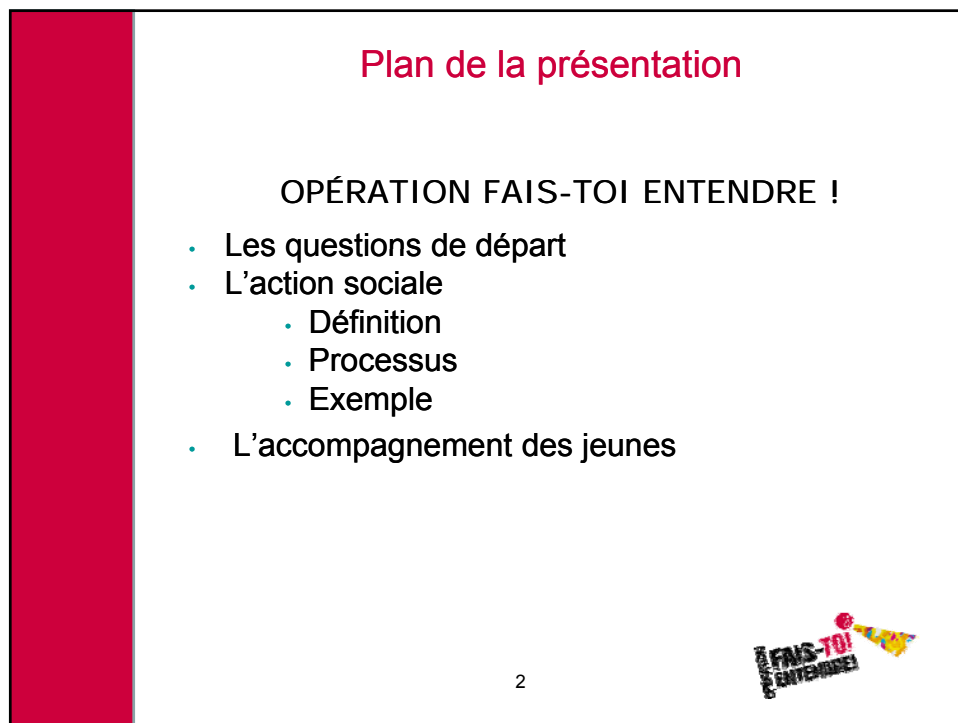 Plan de la présentation
OPÉRATION FAIS-TOI ENTENDRE !
• Les questions de départ
• L'action sociale
• Définition
• Processus
• Exemple
• L'accompagnement des jeunes
FAIS-TOI
ENTENDRE!
2